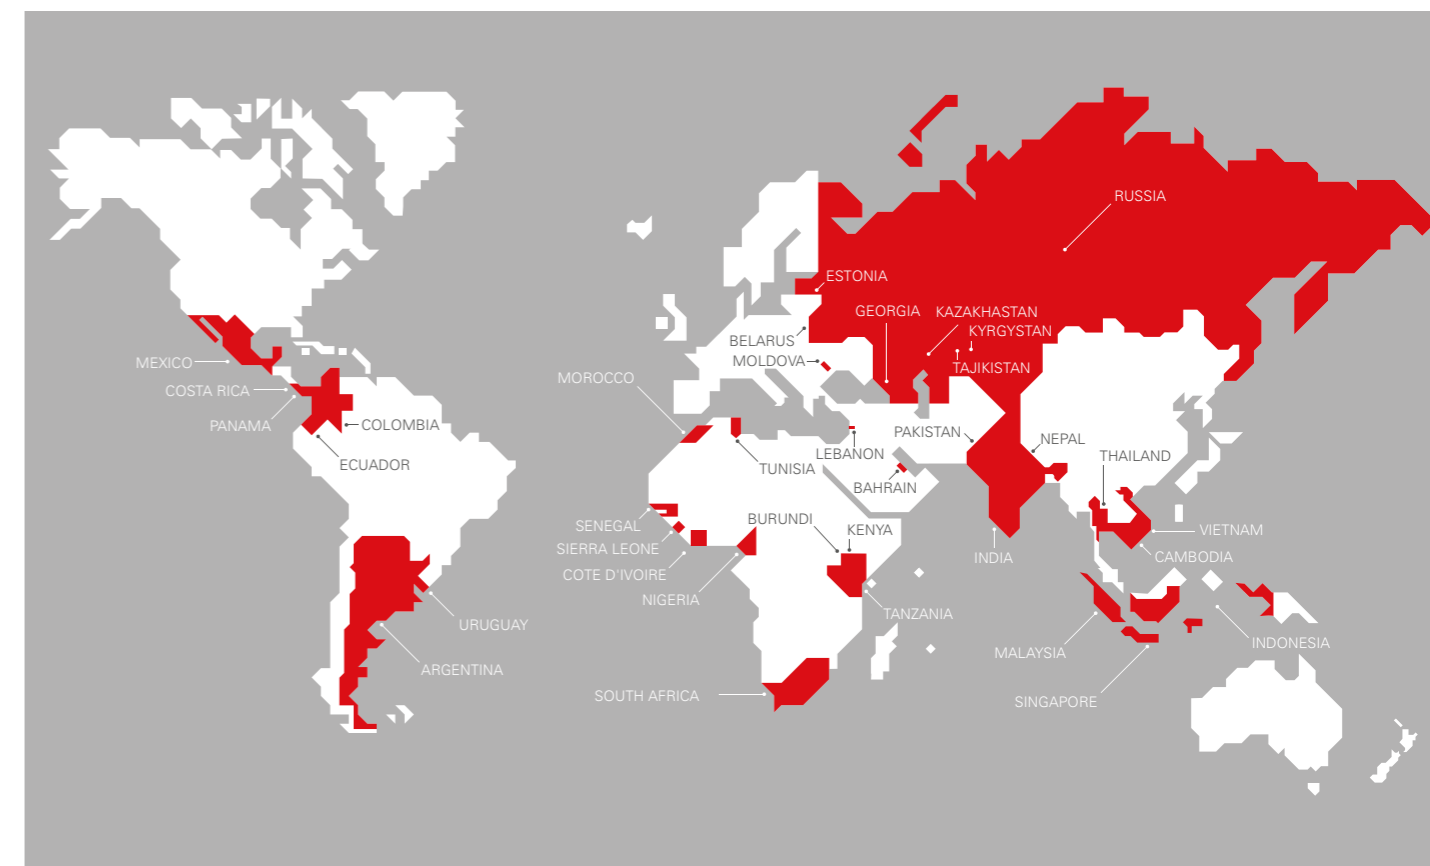 RUSSIA
ESTONIA
GEORGIA
KAZAKHASTAN
KYRGYSTAN
BELARUS
MOLDOVA
TAJIKISTAN
MEXICO
COSTA RICA
PANAMA
COLOMBIA
ECUADOR
MOROCCO
TUNISIA
LEBANON
PAKISTAN
NEPAL
BAHRAIN
THAILAND
SENEGAL
SIERRA LEONE
COTE D'IVOIRE
NIGERIA
BURUNDI
KENYA
INDIA
VIETNAM
CAMBODIA
TANZANIA
URUGUAY
ARGENTINA
SOUTH AFRICA
MALAYSIA
INDONESIA
SINGAPORE